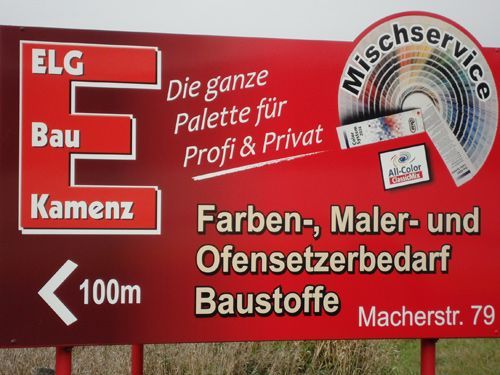 ELG
Bau
Kamenz
Die ganze
Palette für
Profi & Privat
Mischservice
All-Color
ClassicMix
Farben-, Maler- und
Ofensetzerbedarf
Baustoffe
100m
Macherstr. 79